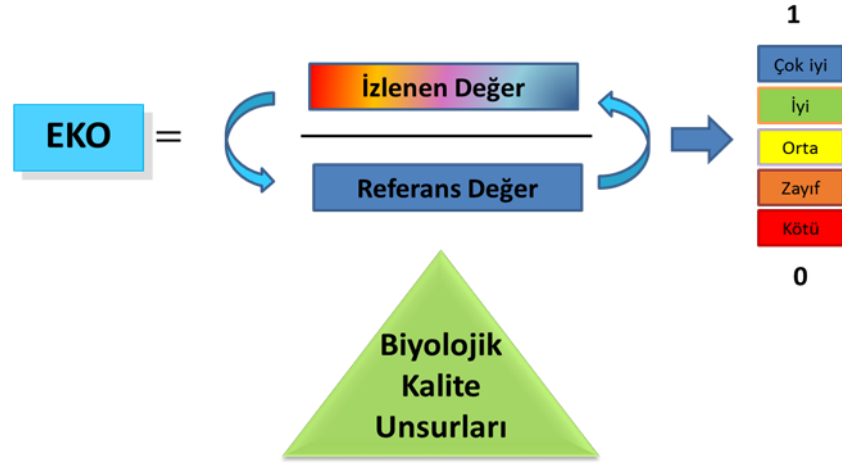 1
EKO =
İzlenen Değer
Referans Değer
Çok iyi
İyi
Orta
Zayıf
Kötü
0
Biyolojik
Kalite
Unsurları